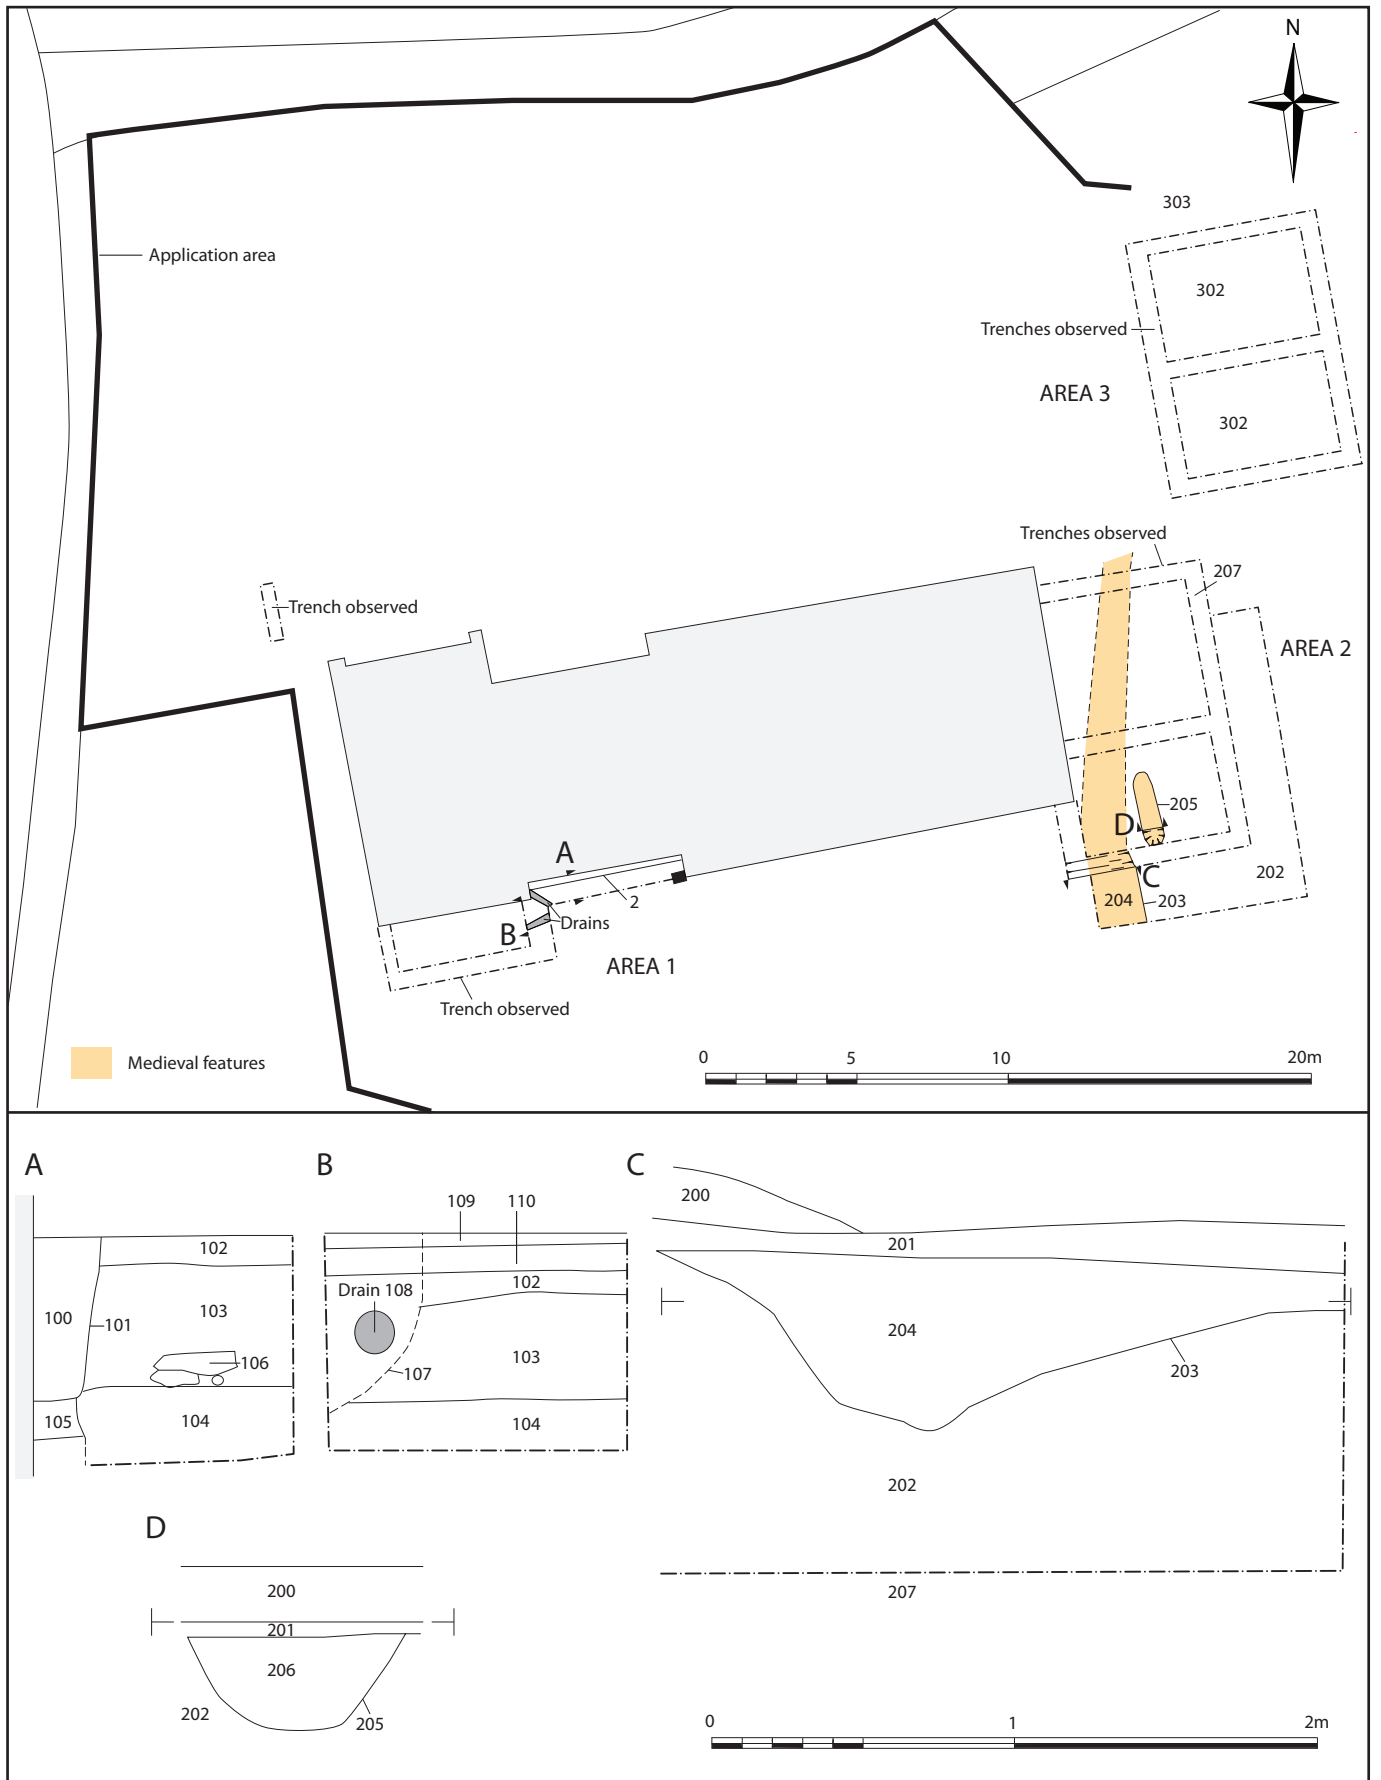 N
303
Application area
302
Trenches observed
AREA 3
302
Trenches observed
207
Trench observed
AREA 2
205
D
A
C
202
2
204
203
Drains
B
AREA 1
Trench observed
Medieval features
0 5 10 20m
A
B
C
109 110
200
102
201
102
Drain 108
103
100
101
204
103
106
107
203
105
104
104
202
D
207
200
201
206
202
205
0 1 2m